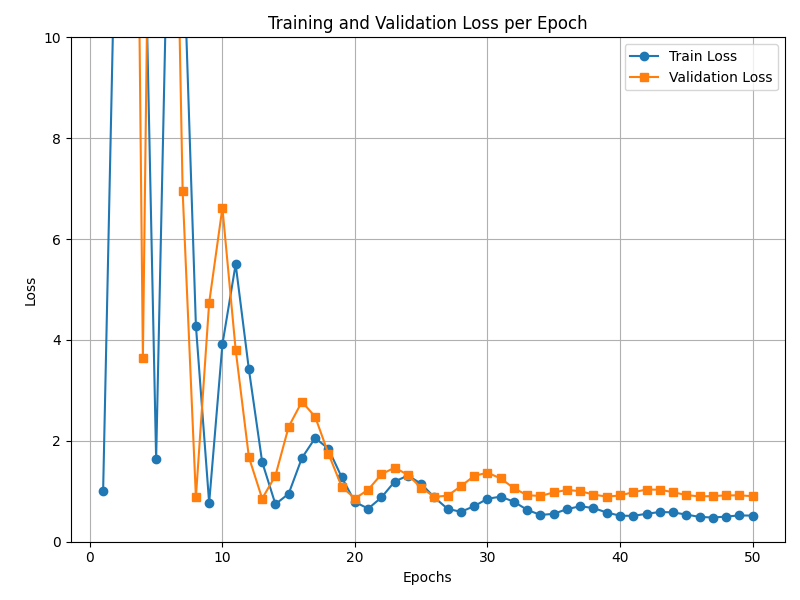 Training and Validation Loss per Epoch
Train Loss
Validation Loss
10
8
6
4
2
0
Loss
0 10 20 30 40 50
Epochs